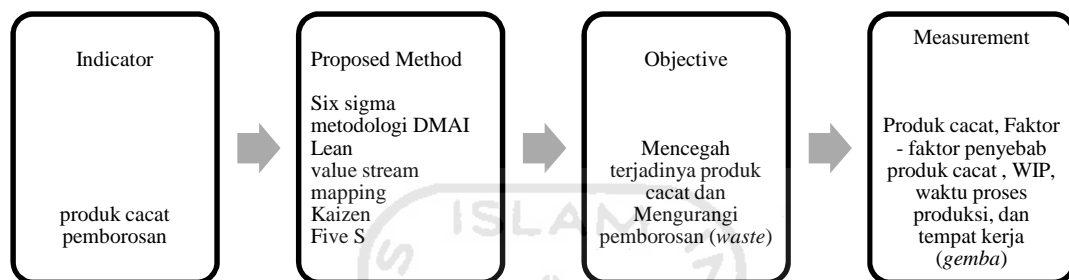 Indicator
produk cacat
pemborosan
Proposed Method
Six sigma
metodologi DMAI
Lean
value stream
mapping
Kaizen
Five S
Objective
Mencegah
terjadinya produk
cacat dan
Mengurangi
pemborosan (waste)
Measurement
Produk cacat, Faktor
- faktor penyebab
produk cacat , WIP,
waktu proses
produksi, dan
tempat kerja
(gemba)
ISLAM